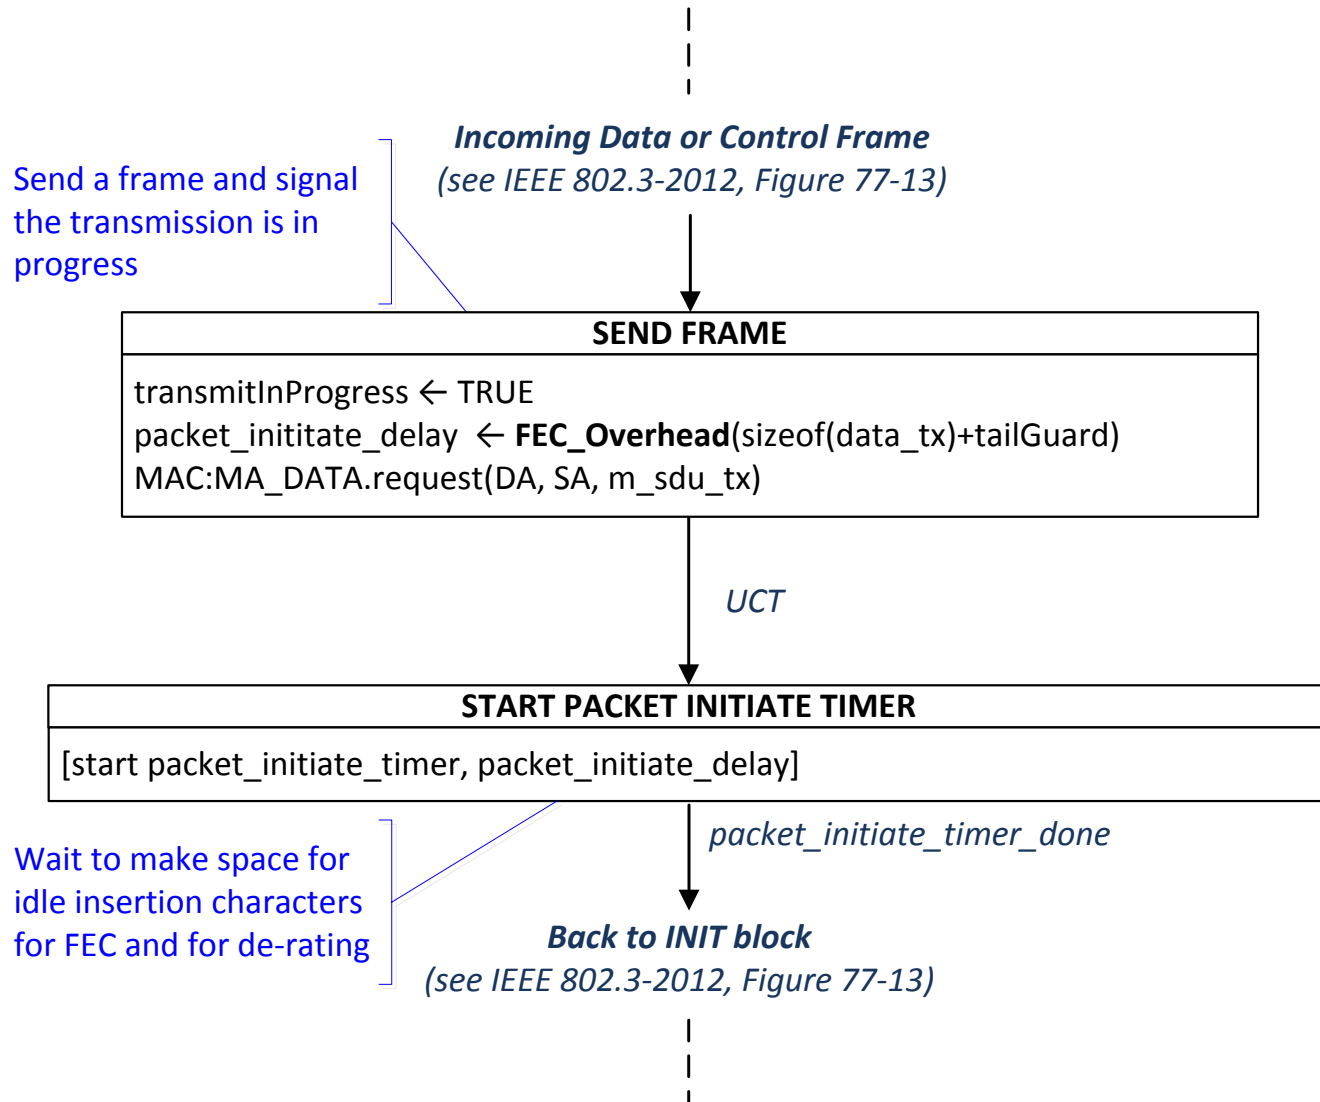 Incoming Data or Control Frame
(see IEEE 802.3-2012, Figure 77-13)
Send a frame and signal
the transmission is in
progress
SEND FRAME
transmitInProgress ← TRUE
packet_inititate_delay ← FEC_Overhead(sizeof(data_tx)+tailGuard)
MAC:MA_DATA.request(DA, SA, m_sdu_tx)
UCT
START PACKET INITIATE TIMER
[start packet_initiate_timer, packet_initiate_delay]
packet_initiate_timer_done
Wait to make space for
idle insertion characters
for FEC and for de-rating
Back to INIT block
(see IEEE 802.3-2012, Figure 77-13)